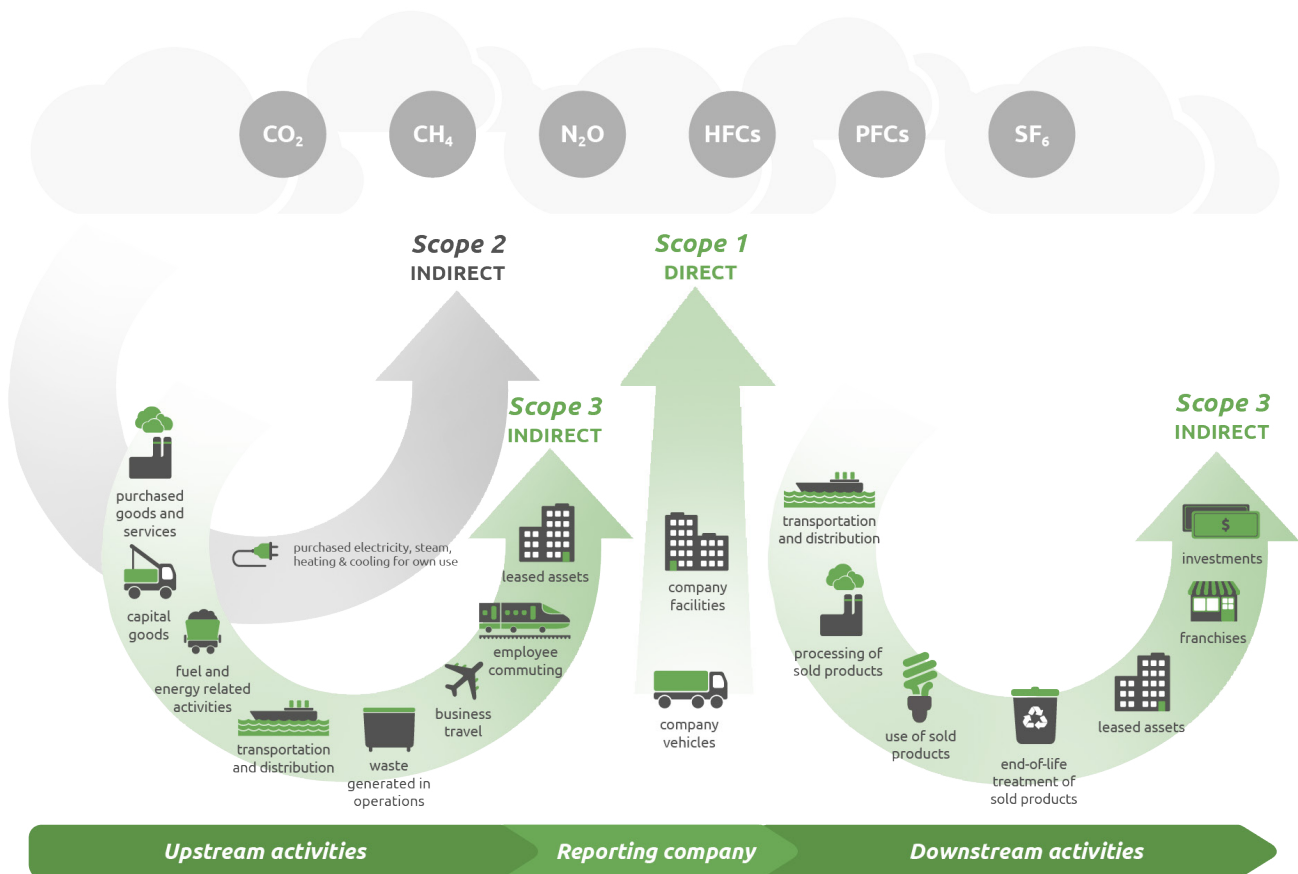 CO₂
CH₄
N₂O
HFCs
PFCs
SF₆
Scope 2
INDIRECT
Scope 1
DIRECT
Scope 3
INDIRECT
Scope 3
INDIRECT
purchased
goods and
services
capital
goods
fuel and
energy related
activities
transportation
and distribution
waste
generated in
operations
business
travel
employee
commuting
leased assets
purchased electricity, steam,
heating & cooling for own use
company
facilities
company
vehicles
transportation
and distribution
processing of
sold products
use of sold
products
end-of-life
treatment of
sold products
leased assets
franchises
investments
$
Upstream activities
Reporting company
Downstream activities